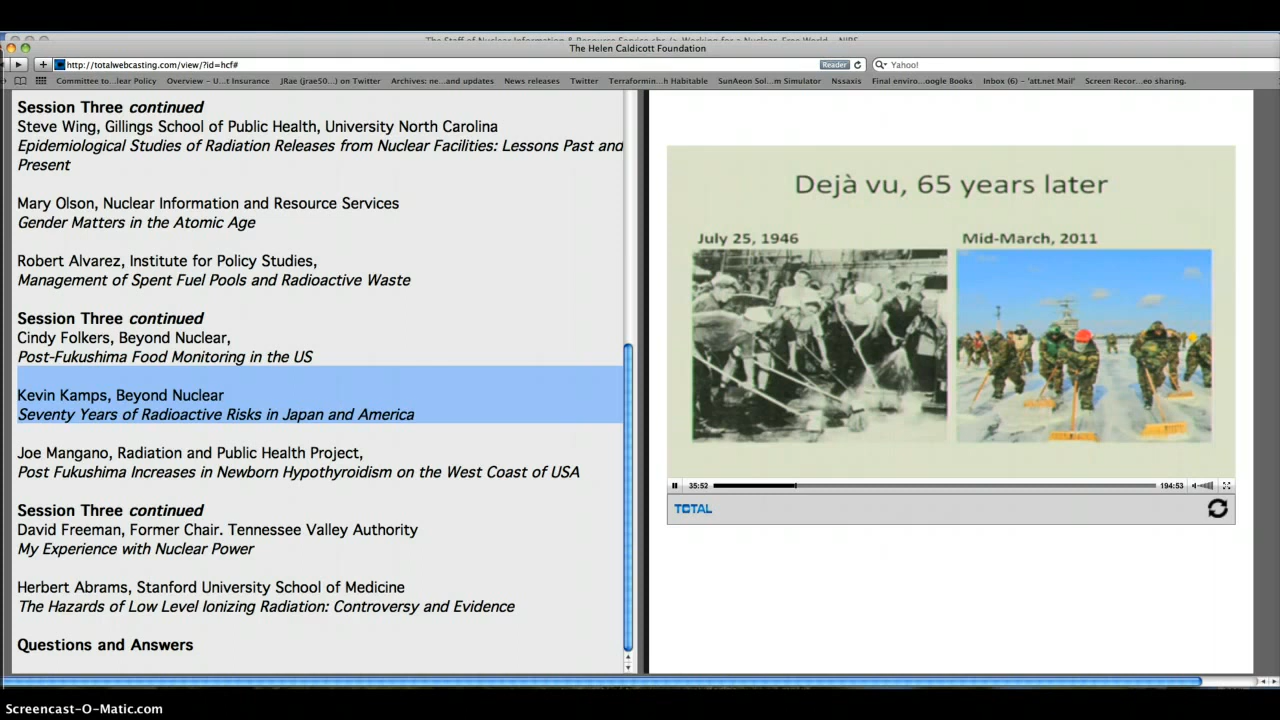 The Helen Caldicott Foundation
http://totalwebcasting.com/view/?id=hcf#
Reader
Yahoo!
Committee to...lear Policy
Overview – U...t Insurance
JRae (jrae50...) on Twitter
Archives: ne...and updates
News releases
Twitter
Terraformin...h Habitable
SunAeon Sol...m Simulator
Nssaxis
Final enviro...oogle Books
Inbox (6) – 'att.net Mail'
Screen Recor...eo sharing.
Session Three continued
Steve Wing, Gillings School of Public Health, University North Carolina
Epidemiological Studies of Radiation Releases from Nuclear Facilities: Lessons Past and
Present
Mary Olson, Nuclear Information and Resource Services
Gender Matters in the Atomic Age
Robert Alvarez, Institute for Policy Studies,
Management of Spent Fuel Pools and Radioactive Waste
Session Three continued
Cindy Folkers, Beyond Nuclear,
Post-Fukushima Food Monitoring in the US
Kevin Kamps, Beyond Nuclear
Seventy Years of Radioactive Risks in Japan and America
Joe Mangano, Radiation and Public Health Project,
Post Fukushima Increases in Newborn Hypothyroidism on the West Coast of USA
Session Three continued
David Freeman, Former Chair. Tennessee Valley Authority
My Experience with Nuclear Power
Herbert Abrams, Stanford University School of Medicine
The Hazards of Low Level Ionizing Radiation: Controversy and Evidence
Questions and Answers
Dejà vu, 65 years later
July 25, 1946
Mid-March, 2011
35:52
194:53
TOTAL
Screencast-O-Matic.com